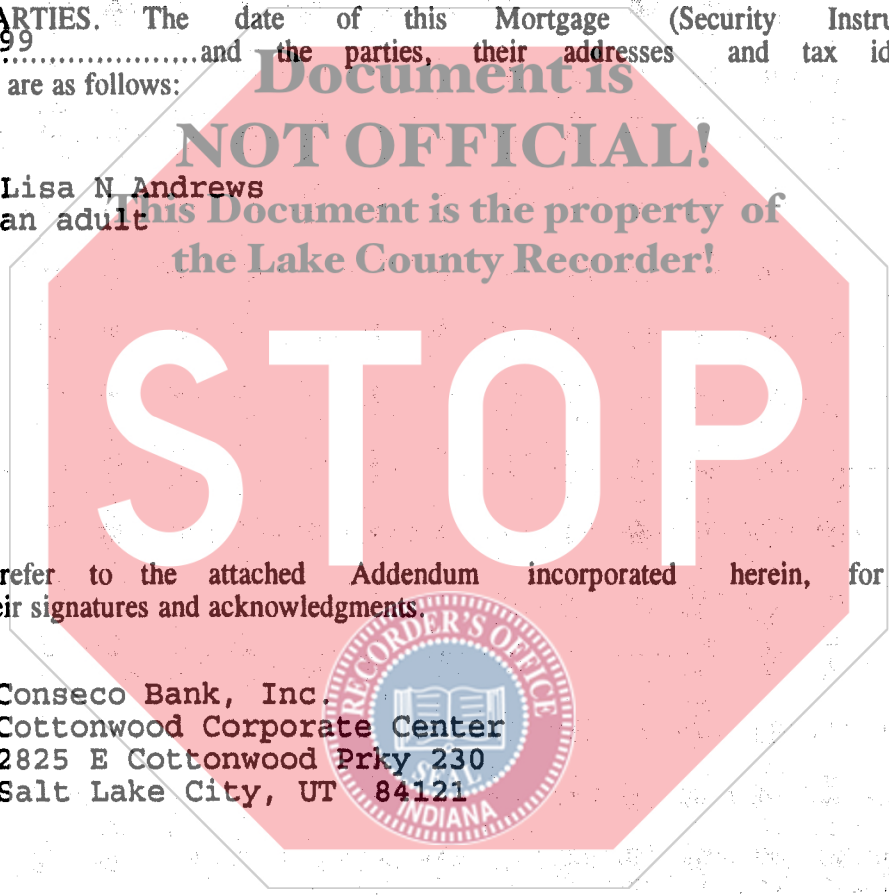 ARTIES. The date of this Mortgage (Security Instru
99
and the parties, their addresses and tax id
are as follows:
Document is
NOT OFFICIAL!
Lisa N Andrews
an adult
This Document is the property of
the Lake County Recorder!
STOP
refer to the attached Addendum incorporated herein, for
eir signatures and acknowledgments.
RECORDER'S OFFICE
Conseco Bank, Inc.
Cottonwood Corporate Center
2825 E Cottonwood Prky 230
Salt Lake City, UT 84121
SEAL
INDIANA